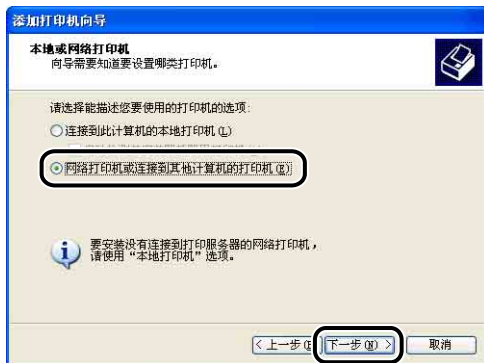 添加打印机向导
本地或网络打印机
向导需要知道要设置哪类打印机。
请选择能描述您要使用的打印机的选项:
连接到此计算机的本地打印机(L)
网络打印机或连接到其他计算机的打印机(E)
要安装没有连接到打印服务器的网络打印机，
请使用“本地打印机”选项。
<上一步(B 下一步(N)> 取消